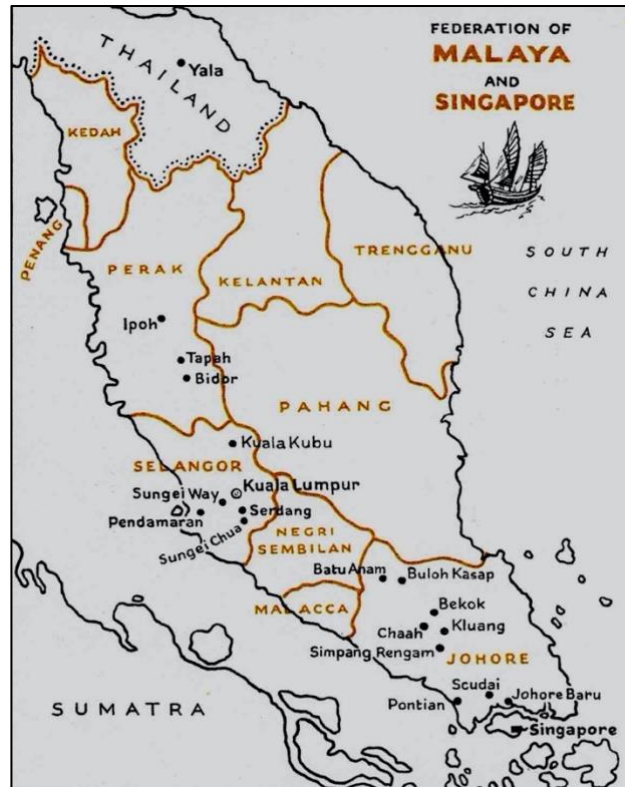 FEDERATION OF
MALAYA
AND
SINGAPORE
THAILAND
Yala
KEDAH
PENANG
PERAK
KELANTAN
TRENGGANU
SOUTH
CHINA
SEA
Ipoh
Tapah
Bidor
PAHANG
Kuala Kubu
SELANGOR
Kuala Lumpur
Sungei Way
Serdang
Pendamaran
Sungei Chua
NEGRI
SEMBILAN
Batu Anam
Buloh Kasap
MALACCA
Bekok
Chaah
Kluang
Simpang Rengam
JOHORE
Scudai
Johore Baru
Pontian
SUMATRA
Singapore